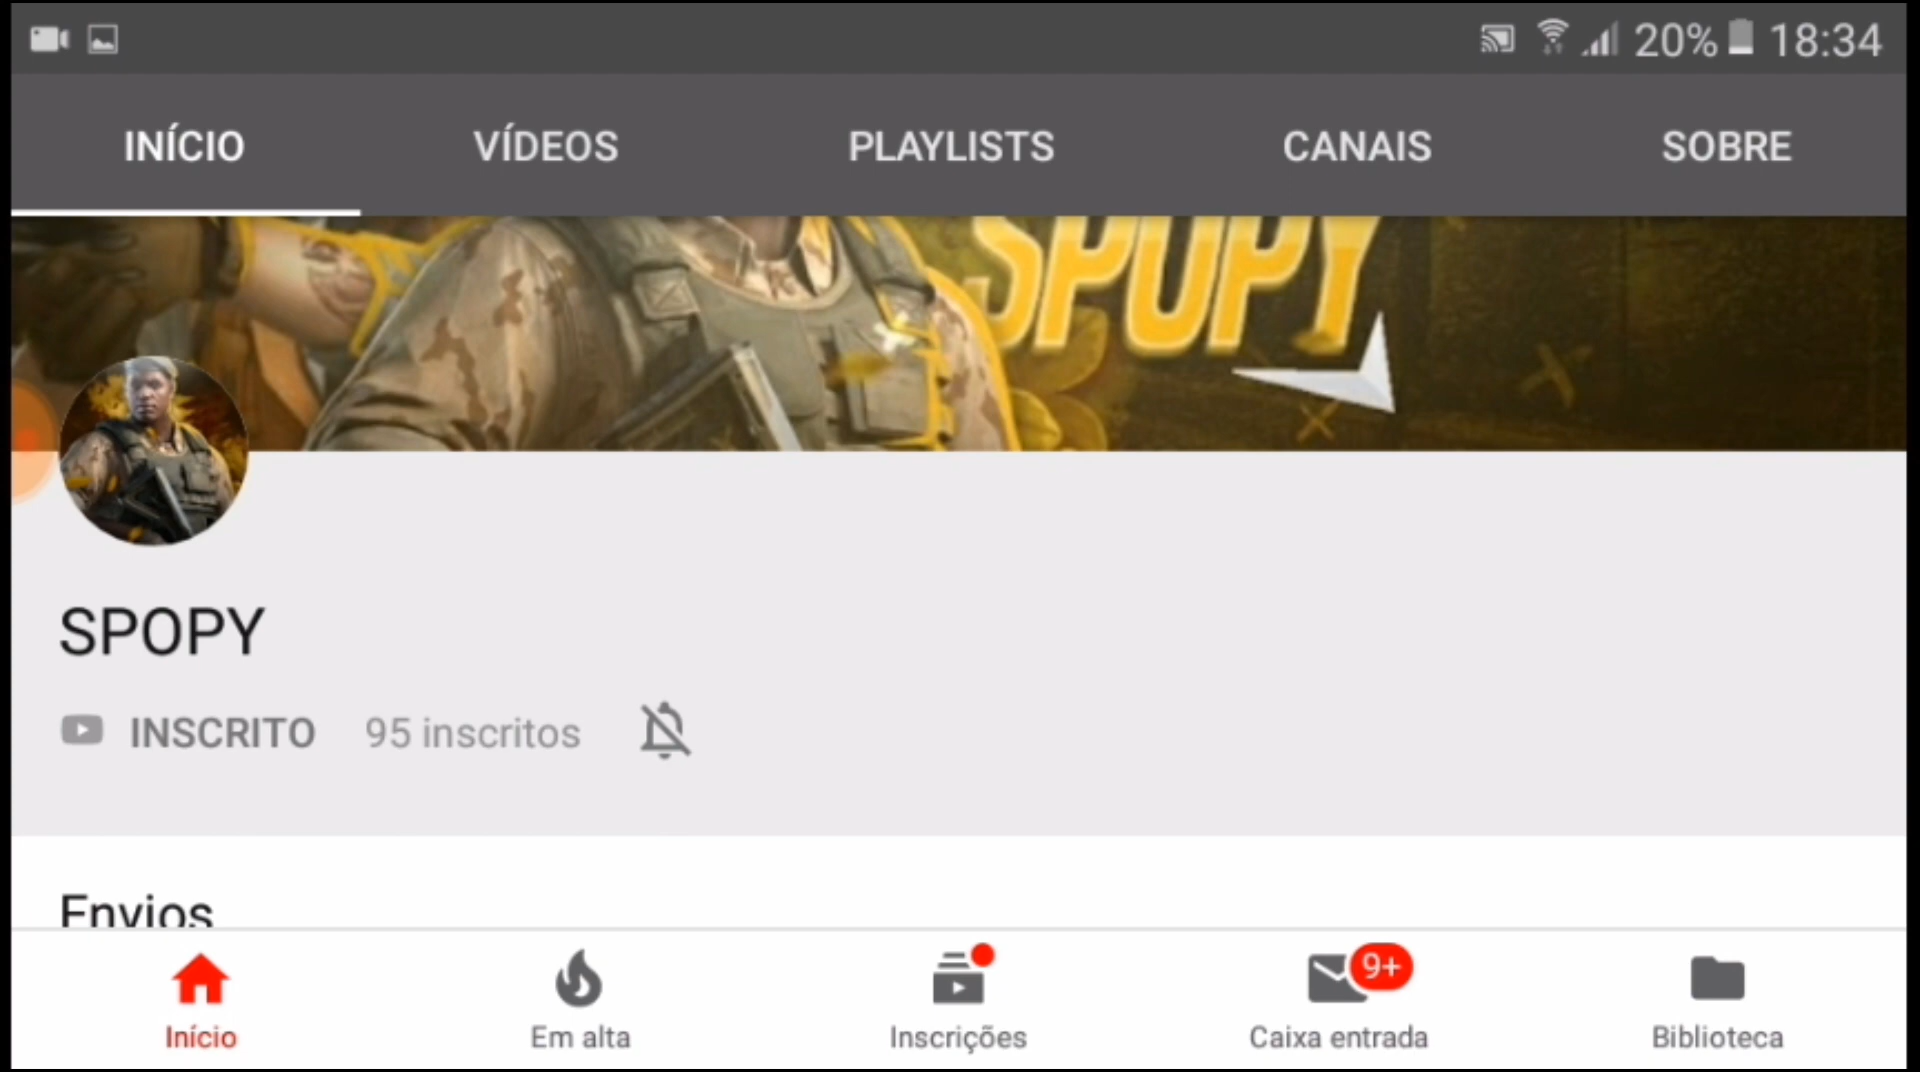 20% 18:34
INÍCIO VÍDEOS PLAYLISTS CANAIS SOBRE
SPOPY
SPOPY
INSCRITO 95 inscritos
Envios
9+
Início Em alta Inscrições Caixa entrada Biblioteca